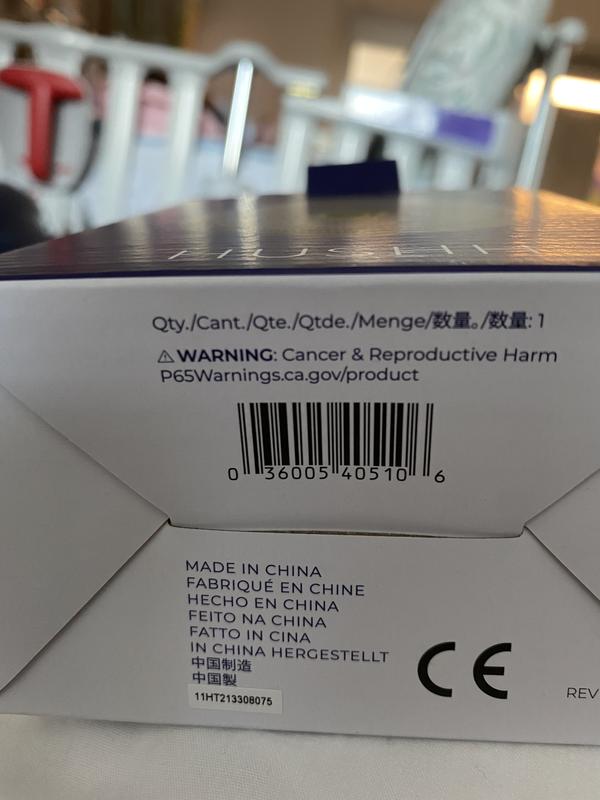 HUSHH
Qty./Cant./Qte./Qtde./Menge/数量。/数量: 1
⚠ WARNING: Cancer & Reproductive Harm
P65Warnings.ca.gov/product
0 36005 40510 6
MADE IN CHINA
FABRIQUÉ EN CHINE
HECHO EN CHINA
FEITO NA CHINA
FATTO IN CINA
IN CHINA HERGESTELLT
中国制造
中国製
11HT213308075
CE
REV